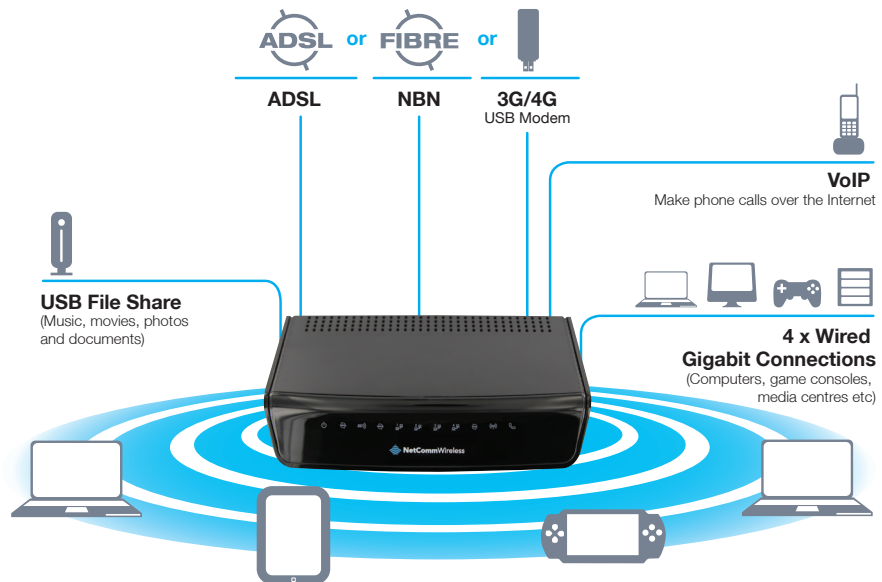 ADSL or FIBRE or
ADSL
NBN
3G/4G
USB Modem
VoIP
Make phone calls over the Internet
USB File Share
(Music, movies, photos
and documents)
4 x Wired
Gigabit Connections
(Computers, game consoles,
media centres etc)
NetCommWireless